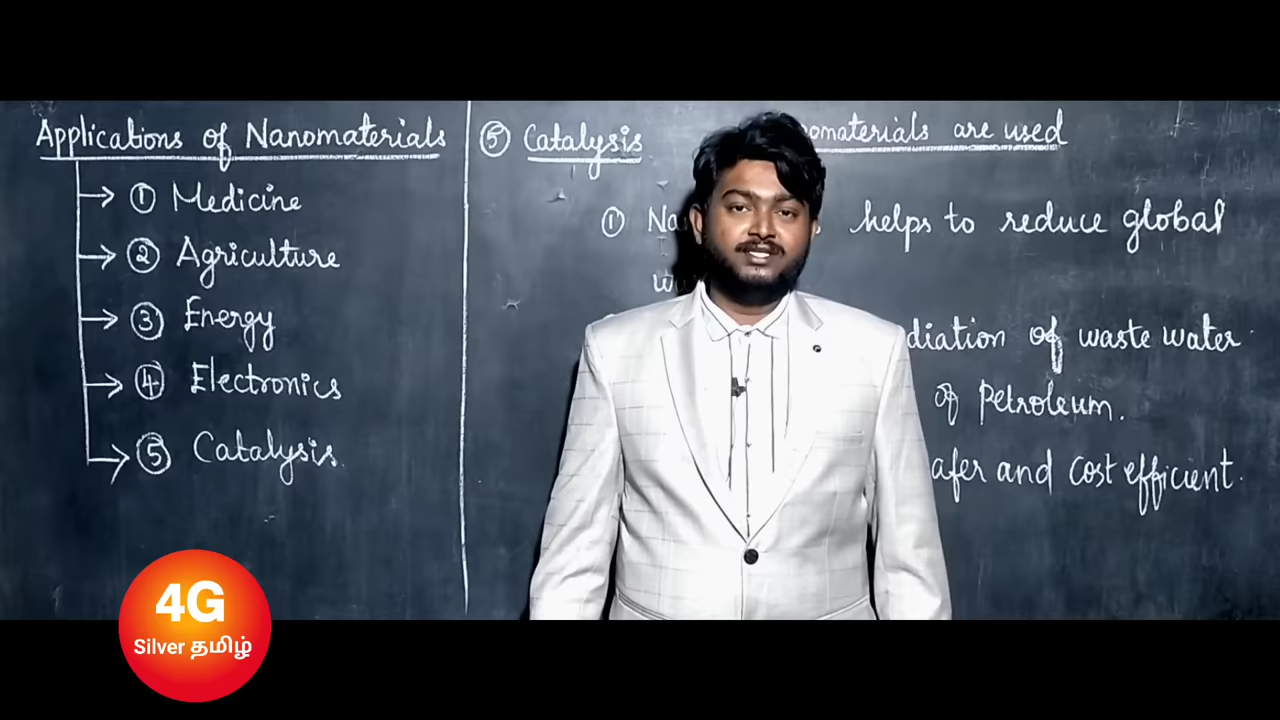 Applications of Nanomaterials
① Medicine
② Agriculture
③ Energy
④ Electronics
⑤ Catalysis.
⑤ Catalysis
omaterials are used
① Na helps to reduce global
diation of waste water.
of Petroleum.
afer and cost efficient.
4G
Silver தமிழ்